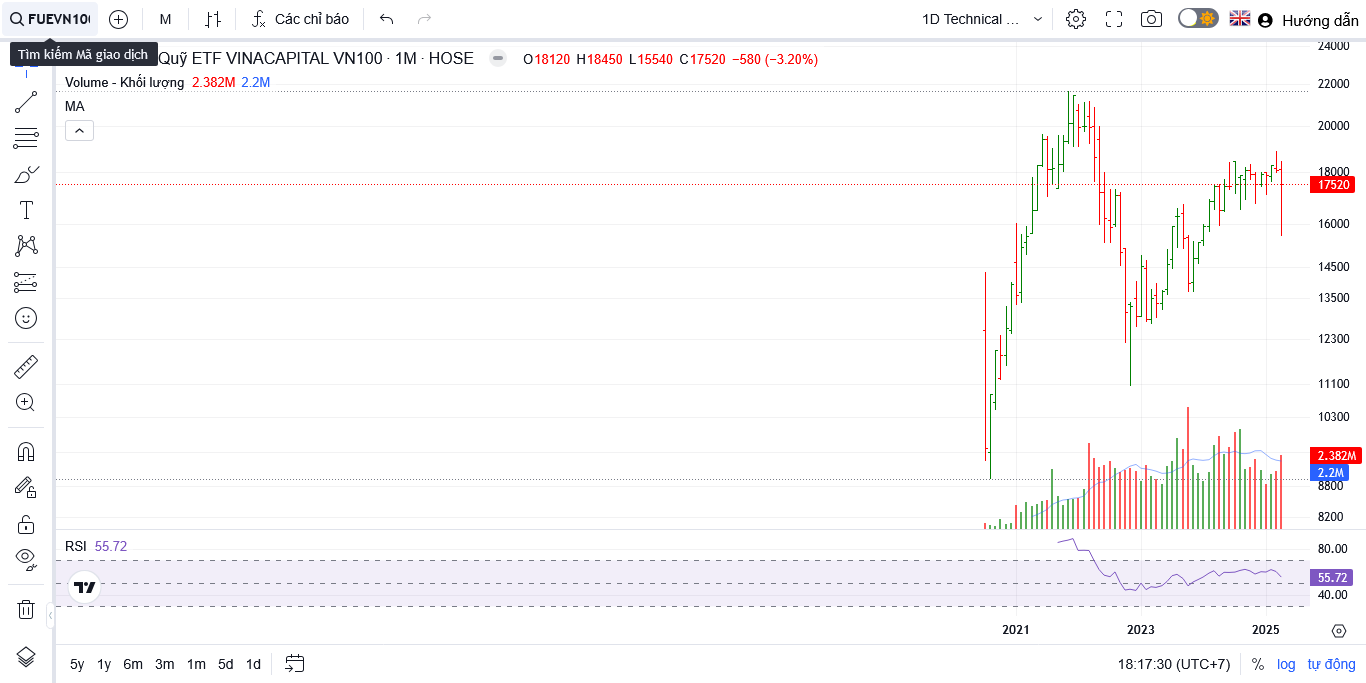 FUEVN10
M
Các chỉ báo
1D Technical ...
Hướng dẫn
Tìm kiếm Mã giao dịch
Quỹ ETF VINACAPITAL VN100 · 1M · HOSE
O18120 H18450 L15540 C17520 −580 (−3.20%)
Volume - Khối lượng 2.382M 2.2M
MA
24000
22000
20000
18000
17520
16000
14500
13500
12300
11100
10300
2.382M
2.2M
8800
8200
RSI 55.72
80.00
55.72
40.00
2021 2023 2025
5y 1y 6m 3m 1m 5d 1d
18:17:30 (UTC+7) % log tự động